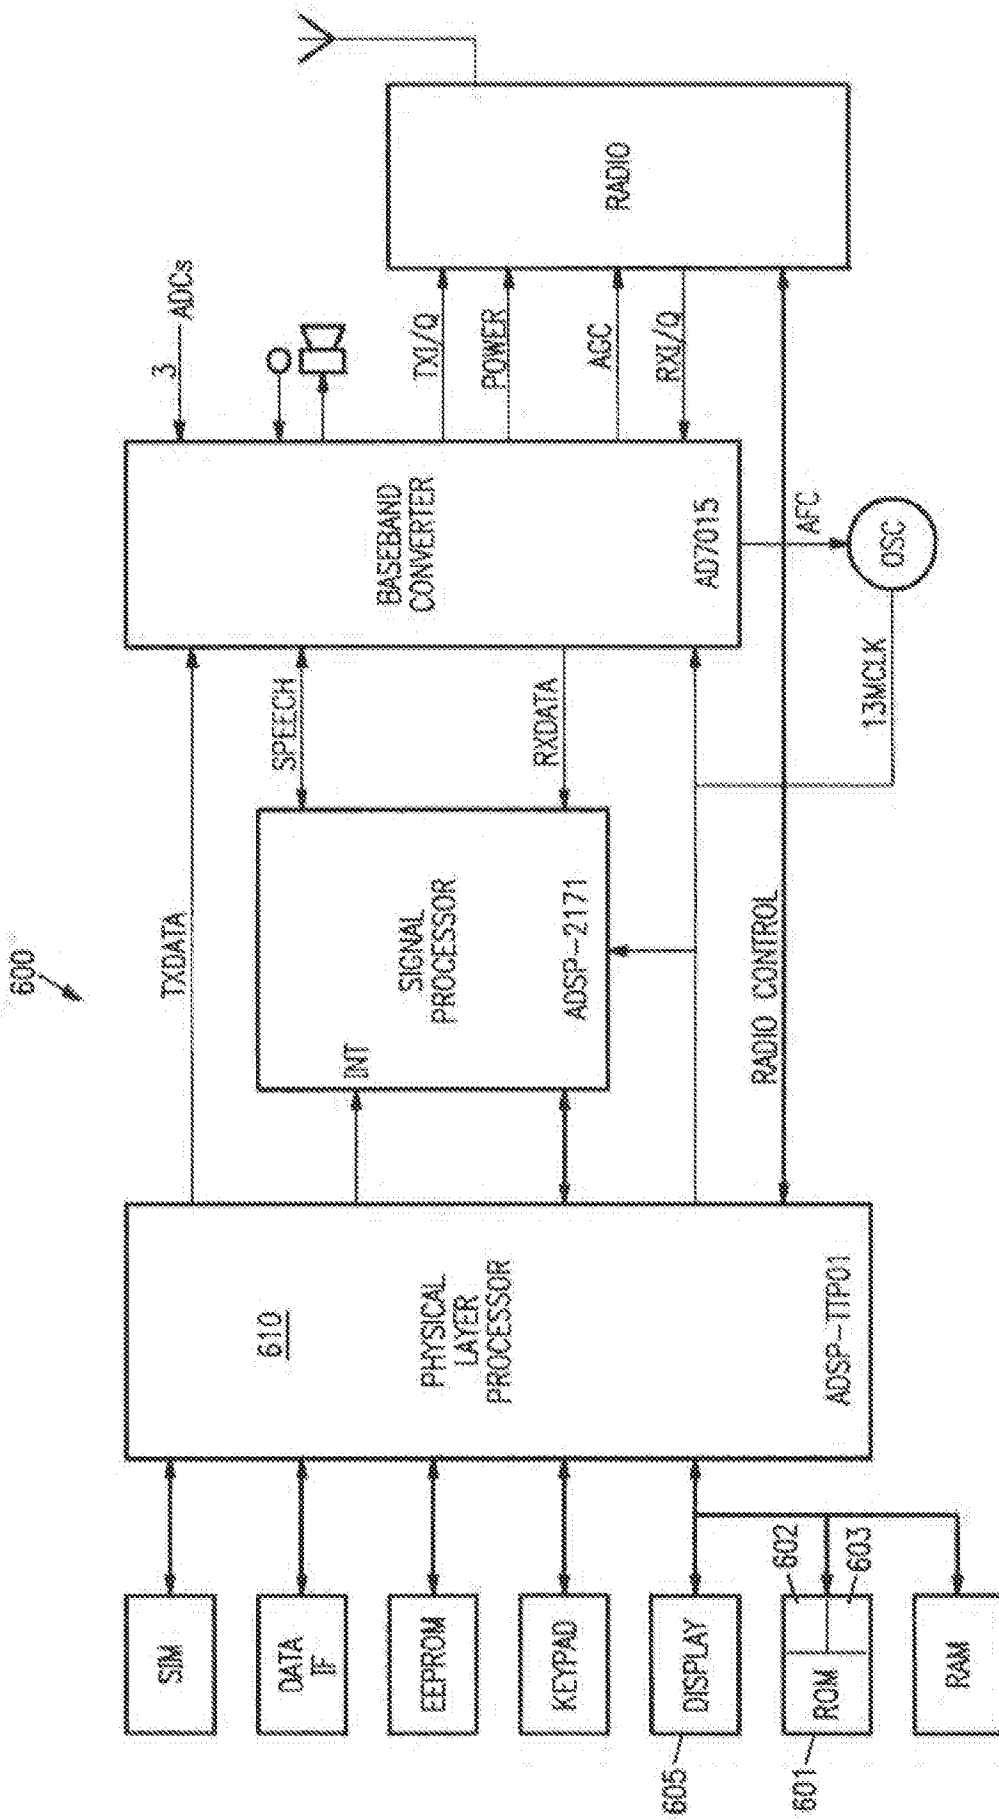 600
SIM
DATA
IF
EEPROM
KEYPAD
DISPLAY
605
ROM
601
602
603
RAM
610
PHYSICAL
LAYER
PROCESSOR
ADSP-TTP01
TXDATA
INT
SIGNAL
PROCESSOR
ADSP-2171
SPEECH
RXDATA
RADIO CONTROL
13MCLK
OSC
AFC
BASEBAND
CONVERTER
AD7015
3
ADCs
TXI/Q
POWER
AGC
RXI/Q
RADIO